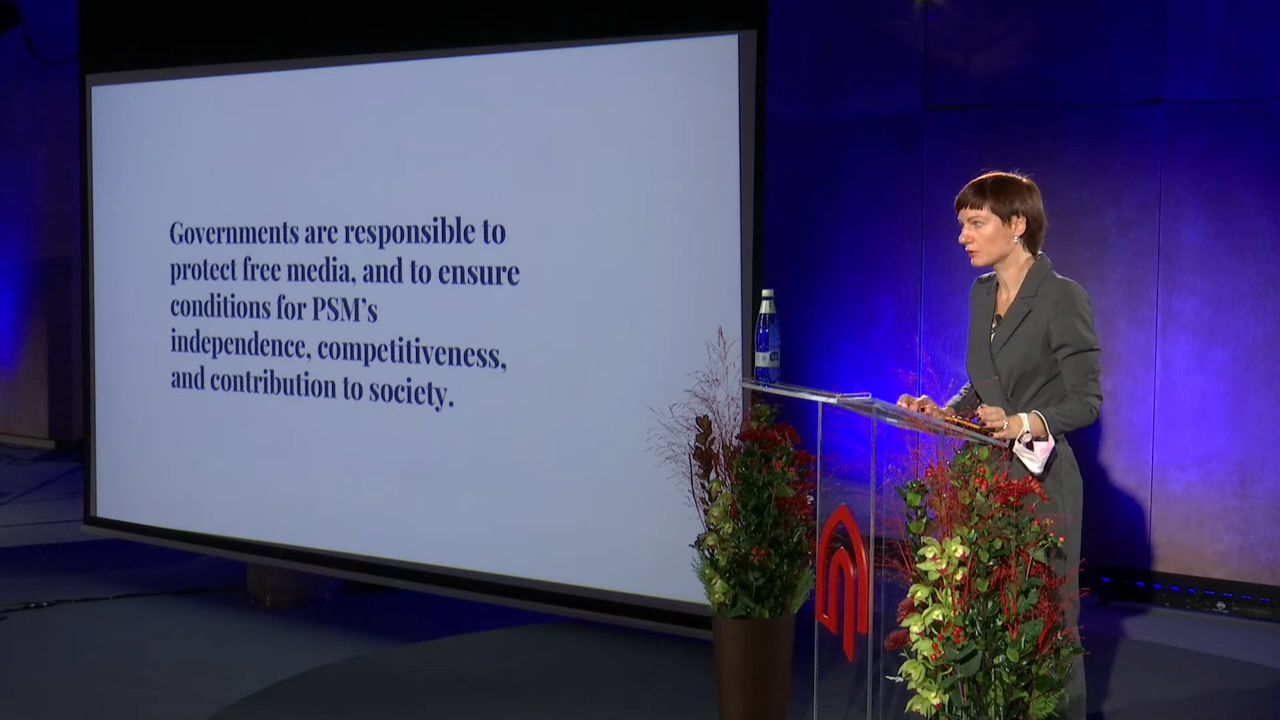 Governments are responsible to
protect free media, and to ensure
conditions for PSM's
independence, competitiveness,
and contribution to society.